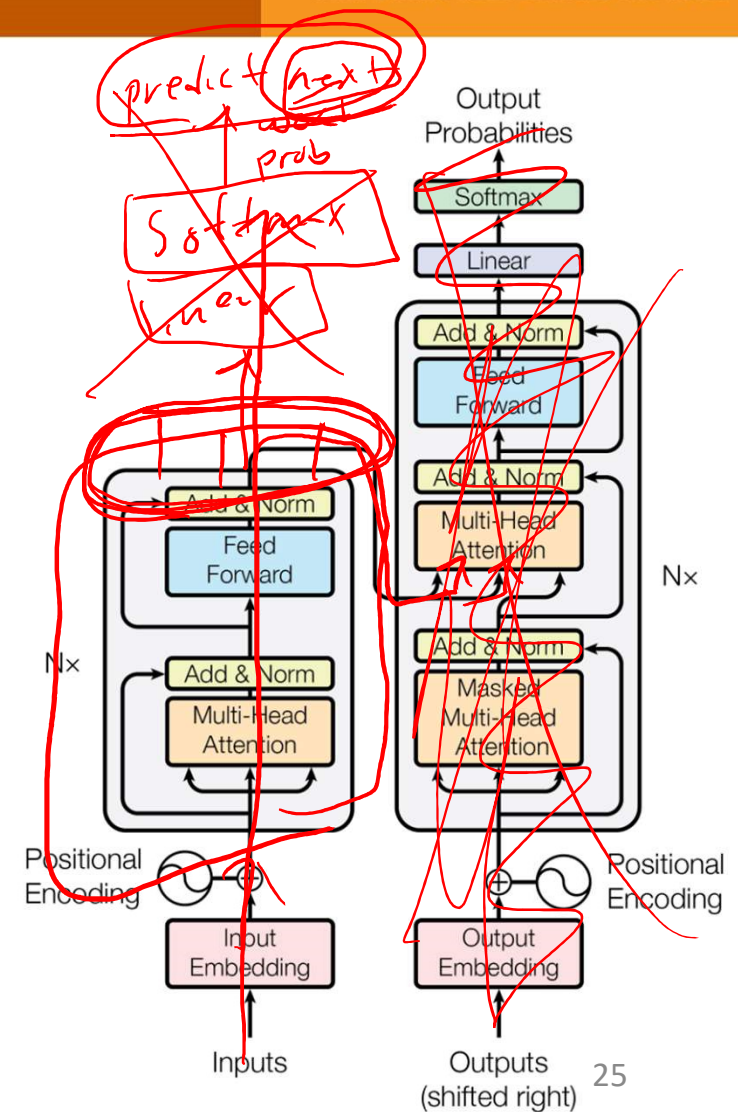 predict next
word
prob
Softmax
Linear
Add & Norm
Feed
Forward
Add & Norm
Multi-Head
Attention
Nx
Positional
Encoding
Input
Embedding
Inputs
Output
Probabilities
Softmax
Linear
Add & Norm
Feed
Forward
Add & Norm
Multi-Head
Attention
Nx
Add & Norm
Masked
Multi-Head
Attention
Positional
Encoding
Output
Embedding
Outputs
(shifted right)
25